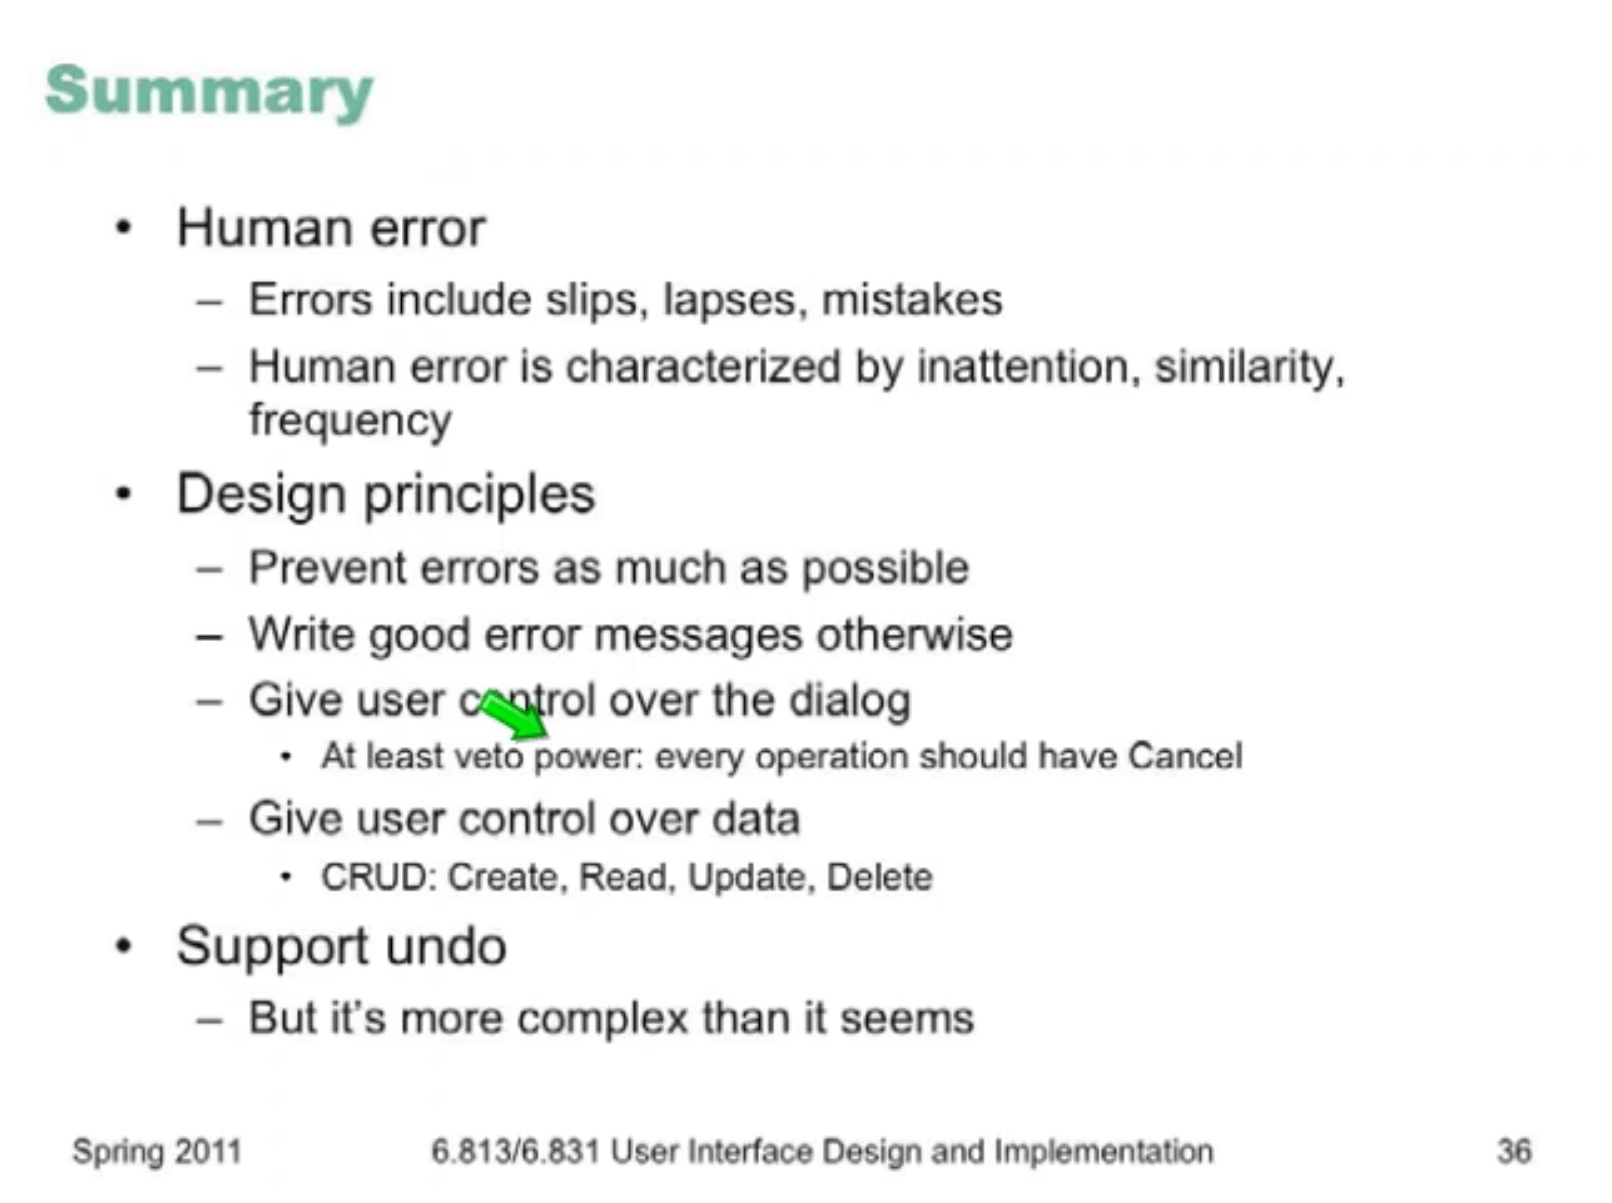 Summary
• Human error
– Errors include slips, lapses, mistakes
– Human error is characterized by inattention, similarity,
frequency
• Design principles
– Prevent errors as much as possible
– Write good error messages otherwise
– Give user control over the dialog
• At least veto power: every operation should have Cancel
– Give user control over data
• CRUD: Create, Read, Update, Delete
• Support undo
– But it's more complex than it seems
Spring 2011
6.813/6.831 User Interface Design and Implementation
36